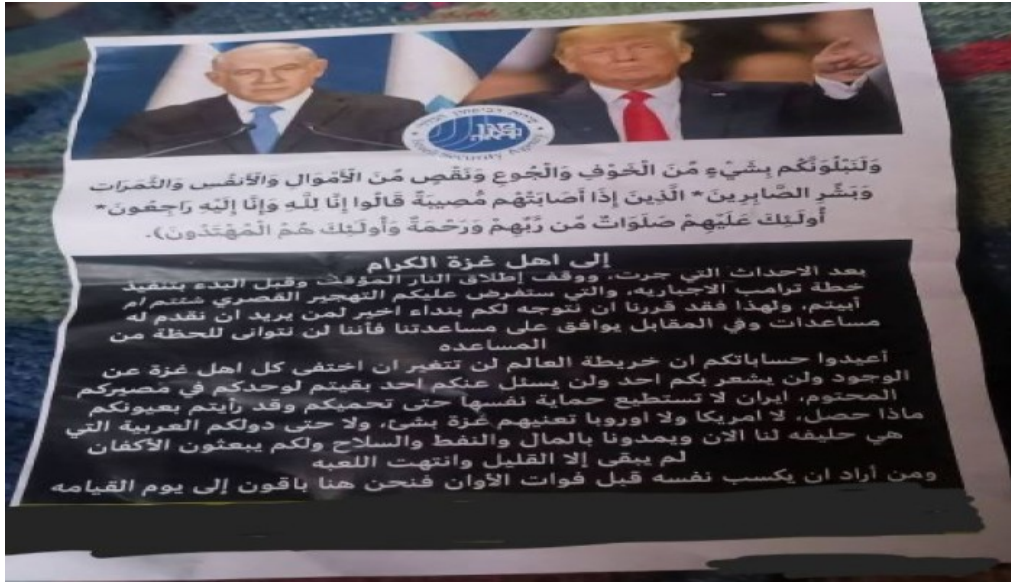 שירות הביטחון הכללי
Israel Security Agency
وَلَنَبْلُوَنَّكُم بِشَيْءٍ مِّنَ الْخَوْفِ وَالْجُوعِ وَنَقْصٍ مِّنَ الْأَمْوَالِ وَالْأَنفُسِ وَالثَّمَرَاتِ
وَبَشِّرِ الصَّابِرِينَ* الَّذِينَ إِذَا أَصَابَتْهُم مُّصِيبَةٌ قَالُوا إِنَّا لِلَّهِ وَإِنَّا إِلَيْهِ رَاجِعُونَ*
أُولَئِكَ عَلَيْهِمْ صَلَوَاتٌ مِّن رَّبِّهِمْ وَرَحْمَةٌ وَأُولَئِكَ هُمُ الْمُهْتَدُونَ﴾.
إلى اهل غزة الكرام
بعد الاحداث التي جرت، ووقف إطلاق النار المؤقت وقبل البدء بتنفيذ
خطة ترامب الاجباريه، والتي ستفرض عليكم التهجير القصري شئتم ام
أبيتم، ولهذا فقد قررنا ان نتوجه لكم بنداء اخير لمن يريد ان نقدم له
مساعدات وفي المقابل يوافق على مساعدتنا فأننا لن نتوانى للحظة من
المساعده
أعيدوا حساباتكم ان خريطة العالم لن تتغير ان اختفى كل اهل غزة عن
الوجود ولن يشعر بكم احد ولن يسئل عنكم احد بقيتم لوحدكم في مصيركم
المحتوم، ايران لا تستطيع حماية نفسها حتى تحميكم وقد رأيتم بعيونكم
ماذا حصل، لا امريكا ولا اوروبا تعنيهم غزة بشئ، ولا حتى دولكم العربية التي
هي حليفه لنا الان ويمدونا بالمال والنفط والسلاح ولكم يبعثون الأكفان
لم يبقى إلا القليل وانتهت اللعبه
ومن أراد ان يكسب نفسه قبل فوات الأوان فنحن هنا باقون إلى يوم القيامه